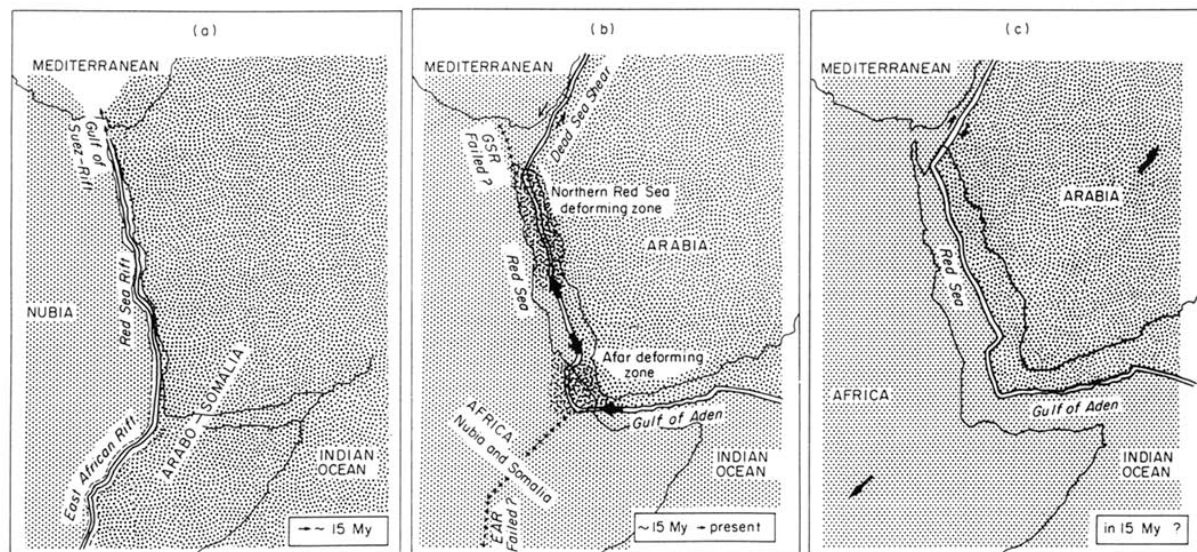 (a)
MEDITERRANEAN
Gulf of
Suez-Rift
Red Sea Rift
NUBIA
ARABO-SOMALIA
East African Rift
INDIAN
OCEAN
→ ~ 15 My
(b)
MEDITERRANEAN
Dead Sea Shear
GSR
Failed ?
Northern Red Sea
deforming zone
ARABIA
Red Sea
Afar deforming
zone
AFRICA
Nubia and Somalia
Gulf of Aden
INDIAN
OCEAN
EAR
Failed ?
~15 My → present
(c)
MEDITERRANEAN
ARABIA
Red Sea
AFRICA
Gulf of Aden
INDIAN
OCEAN
in 15 My ?